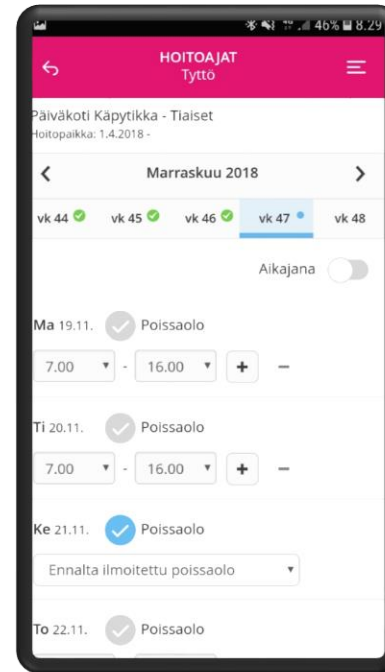 46% 8.29
HOITOAJAT
Tyttö
Päiväkoti Käpytikka - Tiaiset
Hoitopaikka: 1.4.2018 -
Marraskuu 2018
vk 44 vk 45 vk 46 vk 47 vk 48
Aikajana
Ma 19.11. Poissaolo
7.00 - 16.00 + −
Ti 20.11. Poissaolo
7.00 - 16.00 + −
Ke 21.11. Poissaolo
Ennalta ilmoitettu poissaolo
To 22.11. Poissaolo